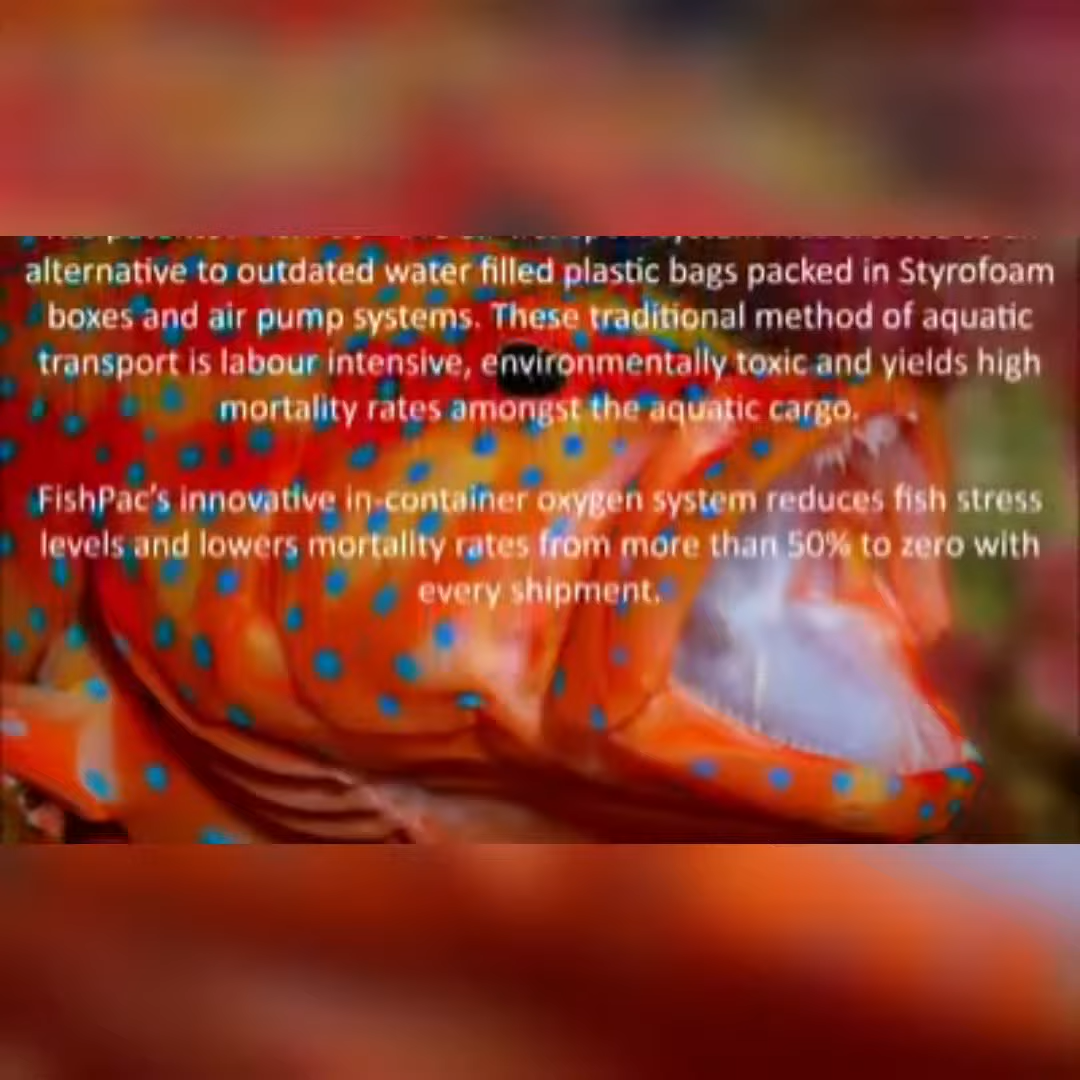 alternative to outdated water filled plastic bags packed in Styrofoam
boxes and air pump systems. These traditional method of aquatic
transport is labour intensive, environmentally toxic and yields high
mortality rates amongst the aquatic cargo.
FishPac's innovative in-container oxygen system reduces fish stress
levels and lowers mortality rates from more than 50% to zero with
every shipment.